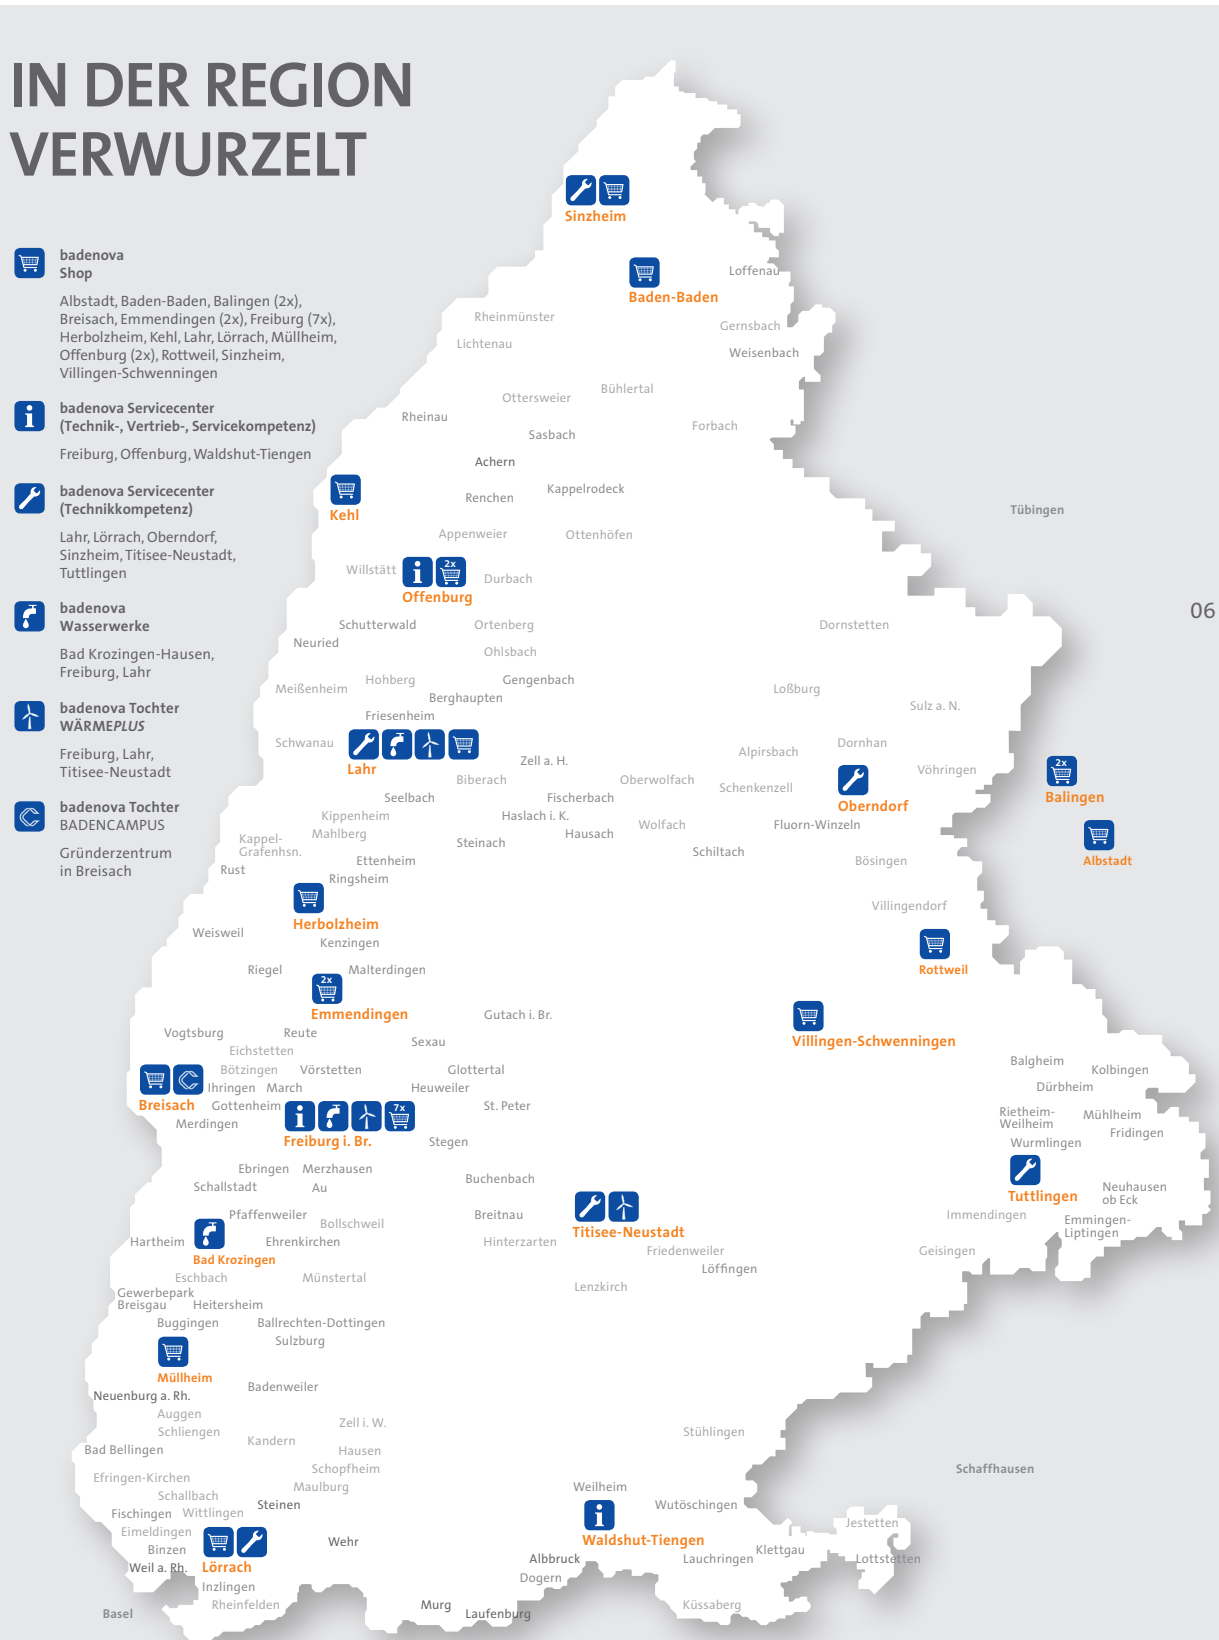 IN DER REGION
VERWURZELT
badenova
Shop
Albstadt, Baden-Baden, Balingen (2x),
Breisach, Emmendingen (2x), Freiburg (7x),
Herbolzheim, Kehl, Lahr, Lörrach, Müllheim,
Offenburg (2x), Rottweil, Sinzheim,
Villingen-Schwenningen
badenova Servicecenter
(Technik-, Vertrieb-, Servicekompetenz)
Freiburg, Offenburg, Waldshut-Tiengen
badenova Servicecenter
(Technikkompetenz)
Lahr, Lörrach, Oberndorf,
Sinzheim, Titisee-Neustadt,
Tuttlingen
badenova
Wasserwerke
Bad Krozingen-Hausen,
Freiburg, Lahr
badenova Tochter
WÄRMEPLUS
Freiburg, Lahr,
Titisee-Neustadt
badenova Tochter
BADENCAMPUS
Gründerzentrum
in Breisach
Sinzheim
Loffenau
Baden-Baden
Rheinmünster
Gernsbach
Lichtenau
Weisenbach
Bühlertal
Ottersweier
Rheinau
Forbach
Sasbach
Achern
Kappelrodeck
Renchen
Kehl
Tübingen
Appenweier
Ottenhöfen
2x
Willstätt
Durbach
Offenburg
06
Schutterwald
Ortenberg
Dornstetten
Neuried
Ohlsbach
Hohberg
Gengenbach
Meißenheim
Loßburg
Berghaupten
Sulz a. N.
Friesenheim
Schwanau
Dornhan
Alpirsbach
Zell a. H.
Lahr
Vöhringen
2x
Biberach
Oberwolfach
Schenkenzell
Balingen
Seelbach
Fischerbach
Oberndorf
Kippenheim
Haslach i. K.
Wolfach
Fluorn-Winzeln
Mahlberg
Hausach
Kappel-
Grafenhsn.
Steinach
Schiltach
Ettenheim
Bösingen
Albstadt
Rust
Ringsheim
Villingendorf
Herbolzheim
Weisweil
Kenzingen
Riegel
Malterdingen
Rottweil
2x
Emmendingen
Gutach i. Br.
Vogtsburg
Reute
Sexau
Villingen-Schwenningen
Eichstetten
Balgheim
Bötzingen
Vörstetten
Glottertal
Kolbingen
Ihringen
March
Heuweiler
Dürbheim
Breisach
Gottenheim
7x
St. Peter
Rietheim-
Weilheim
Mühlheim
Merdingen
Fridingen
Freiburg i. Br.
Stegen
Wurmlingen
Ebringen
Merzhausen
Schallstadt
Au
Buchenbach
Neuhausen
ob Eck
Tuttlingen
Pfaffenweiler
Bollschweil
Breitnau
Immendingen
Emmingen-
Liptingen
Titisee-Neustadt
Hartheim
Ehrenkirchen
Hinterzarten
Friedenweiler
Geisingen
Bad Krozingen
Löffingen
Eschbach
Münstertal
Lenzkirch
Gewerbepark
Breisgau
Heitersheim
Buggingen
Ballrechten-Dottingen
Sulzburg
Müllheim
Badenweiler
Neuenburg a. Rh.
Auggen
Zell i. W.
Schliengen
Stühlingen
Kandern
Bad Bellingen
Hausen
Schopfheim
Schaffhausen
Efringen-Kirchen
Maulburg
Weilheim
Schallbach
Steinen
Wutöschingen
Fischingen
Wittlingen
Jestetten
Eimeldingen
Wehr
Waldshut-Tiengen
Binzen
Klettgau
Weil a. Rh.
Lörrach
Albbruck
Lauchringen
Lottstetten
Dogern
Inzlingen
Rheinfelden
Murg
Küssaberg
Basel
Laufenburg